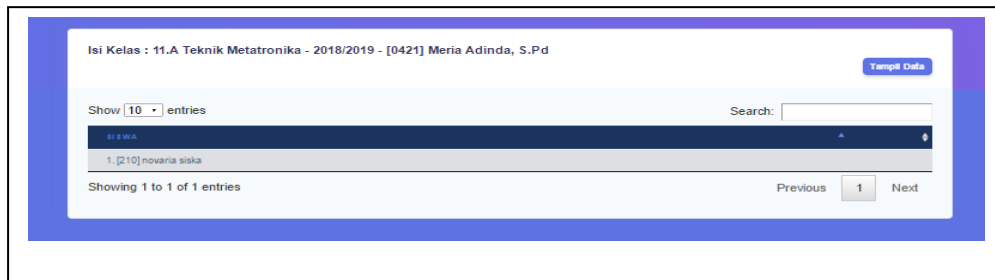 Isi Kelas : 11.A Teknik Metatronika - 2018/2019 - [0421] Meria Adinda, S.Pd
Tampil Data
Show 10 entries
Search:
SISWA
1. [210] novaria siska
Showing 1 to 1 of 1 entries
Previous 1 Next